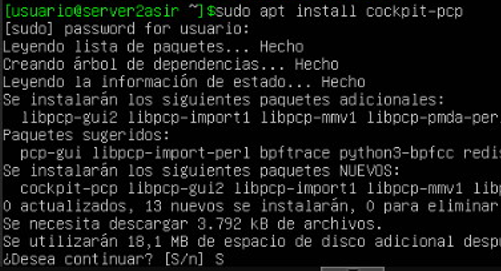 [usuario@server2asir ~]$sudo apt install cockpit-pcp
[sudo] password for usuario:
Leyendo lista de paquetes... Hecho
Creando árbol de dependencias... Hecho
Leyendo la información de estado... Hecho
Se instalarán los siguientes paquetes adicionales:
libpcp-gui2 libpcp-import1 libpcp-mmv1 libpcp-pmda-per
Paquetes sugeridos:
pcp-gui libpcp-import-perl bpftrace python3-bpfcc redis
Se instalarán los siguientes paquetes NUEVOS:
cockpit-pcp libpcp-gui2 libpcp-import1 libpcp-mmv1 lib
0 actualizados, 13 nuevos se instalarán, 0 para eliminar
Se necesita descargar 3.792 kB de archivos.
Se utilizarán 18,1 MB de espacio de disco adicional desp
¿Desea continuar? [S/n] S